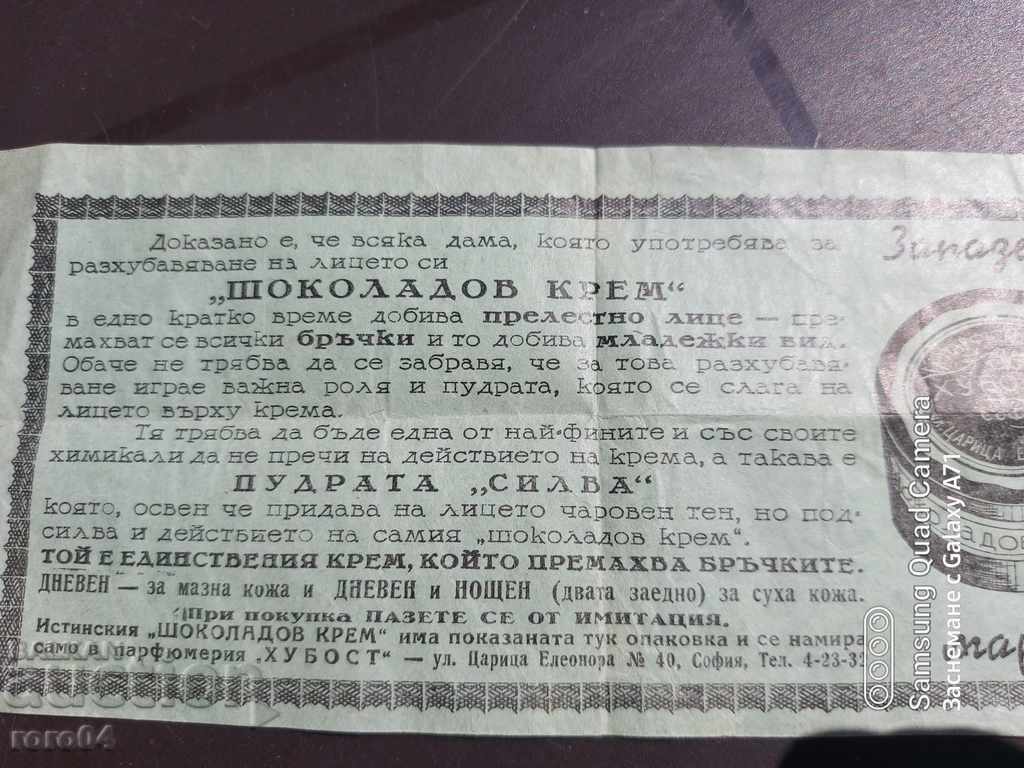 Доказано е, че всяка дама, която употребява за
разхубавяване на лицето си
„ШОКОЛАДОВ КРЕМ“
в едно кратко време добива прелестно лице — пре-
махват се всички бръчки и то добива младежки вид.
Обаче не трябва да се забравя, че за това разхубавя-
ване играе важна роля и пудрата, която се слага на
лицето върху крема.
Тя трябва да бъде една от най-фините и със своите
химикали да не пречи на действието на крема, а такава е
ПУДРАТА „СИЛВА“
която, освен че придава на лицето чаровен тен, но под-
силва и действието на самия „шоколадов крем“.
ТОЙ Е ЕДИНСТВЕНИЯ КРЕМ, КОЙТО ПРЕМАХВА БРЪЧКИТЕ.
ДНЕВЕН — за мазна кожа и ДНЕВЕН и НОЩЕН (двата заедно) за суха кожа.
При покупка ПАЗЕТЕ СЕ ОТ ИМИТАЦИЯ.
Истинския „ШОКОЛАДОВ КРЕМ“ има показаната тук опаковка и се намира
само в парфюмерия „ХУБОСТ“ — ул. Царица Елеонора № 40, София, Тел. 4-23-32
Запазе
ЦАРИЦА
АДОВ
Samsung Quad Camera
Заснемане с Galaxy A71
auction
roro04